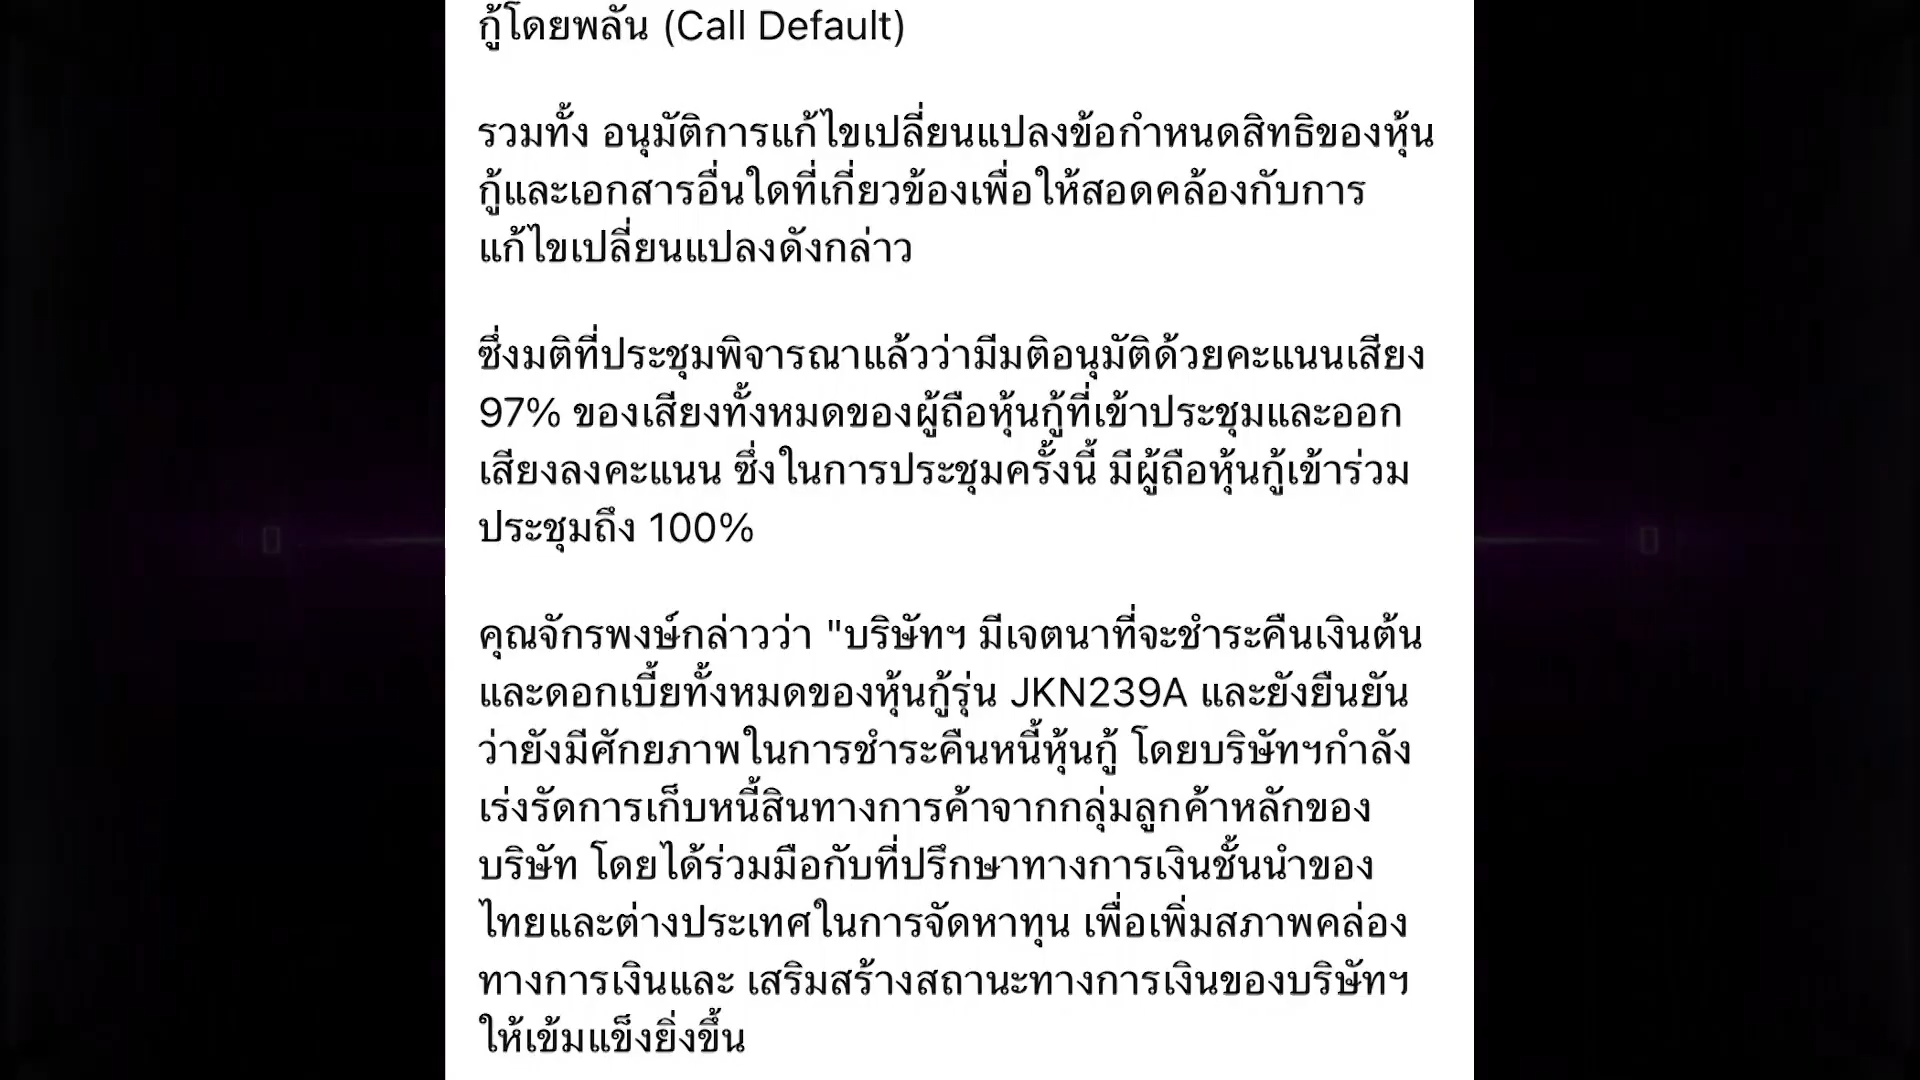 กู้โดยพลัน (Call Default)
รวมทั้ง อนุมัติการแก้ไขเปลี่ยนแปลงข้อกำหนดสิทธิของหุ้น
กู้และเอกสารอื่นใดที่เกี่ยวข้องเพื่อให้สอดคล้องกับการ
แก้ไขเปลี่ยนแปลงดังกล่าว
ซึ่งมติที่ประชุมพิจารณาแล้วว่ามีมติอนุมัติด้วยคะแนนเสียง
97% ของเสียงทั้งหมดของผู้ถือหุ้นกู้ที่เข้าประชุมและออก
เสียงลงคะแนน ซึ่งในการประชุมครั้งนี้ มีผู้ถือหุ้นกู้เข้าร่วม
ประชุมถึง 100%
คุณจักรพงษ์กล่าวว่า "บริษัทฯ มีเจตนาที่จะชำระคืนเงินต้น
และดอกเบี้ยทั้งหมดของหุ้นกู้รุ่น JKN239A และยังยืนยัน
ว่ายังมีศักยภาพในการชำระคืนหนี้หุ้นกู้ โดยบริษัทฯกำลัง
เร่งรัดการเก็บหนี้สินทางการค้าจากกลุ่มลูกค้าหลักของ
บริษัท โดยได้ร่วมมือกับที่ปรึกษาทางการเงินชั้นนำของ
ไทยและต่างประเทศในการจัดหาทุน เพื่อเพิ่มสภาพคล่อง
ทางการเงินและ เสริมสร้างสถานะทางการเงินของบริษัทฯ
ให้เข้มแข็งยิ่งขึ้น